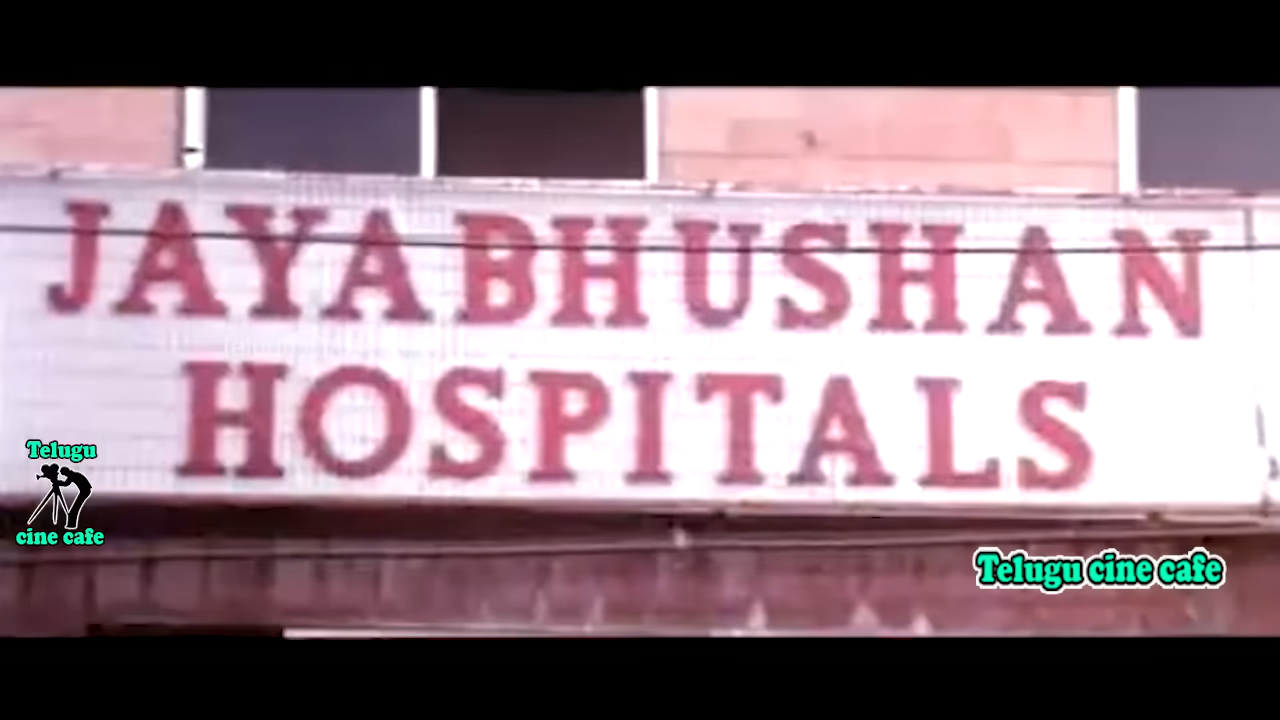 JAYABHUSHAN
HOSPITALS
Telugu
cine cafe
Telugu cine cafe